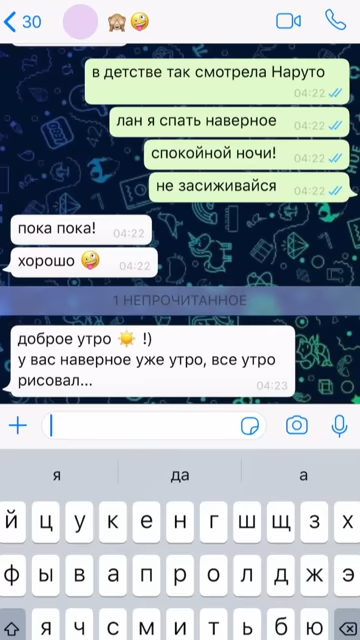 30 🙈🤪
в детстве так смотрела Наруто
04:22
лан я спать наверное
04:22
спокойной ночи!
04:22
не засиживайся
04:22
пока пока!
04:22
хорошо 🤪
04:22
1 НЕПРОЧИТАННОЕ
доброе утро ☀️ !)
у вас наверное уже утро, все утро
рисовал...
04:23
я да а
й ц у к е н г ш щ з х
ф ы в а п р о л д ж э
я ч с м и т ь б ю